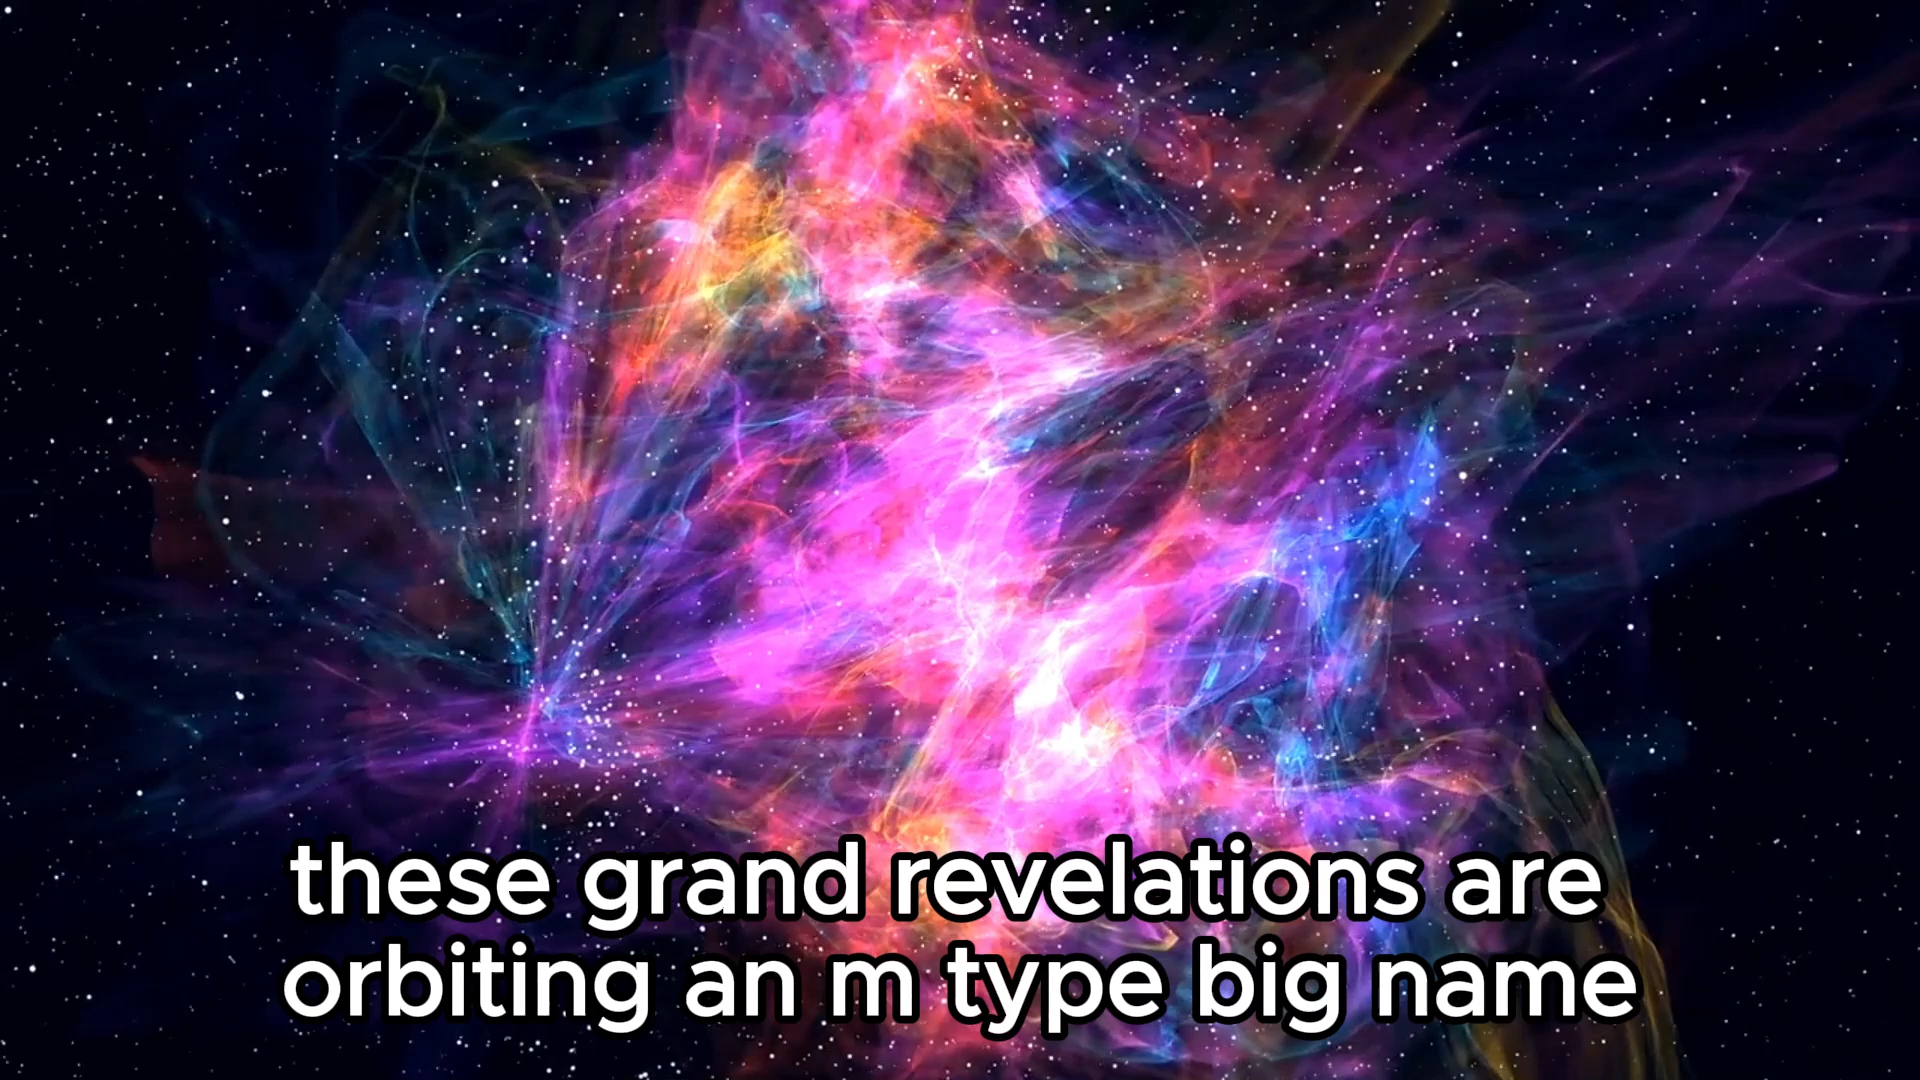 these grand revelations are
orbiting an m type big name